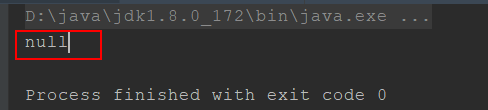 D:\java\jdk1.8.0_172\bin\java.exe ...
null
Process finished with exit code 0